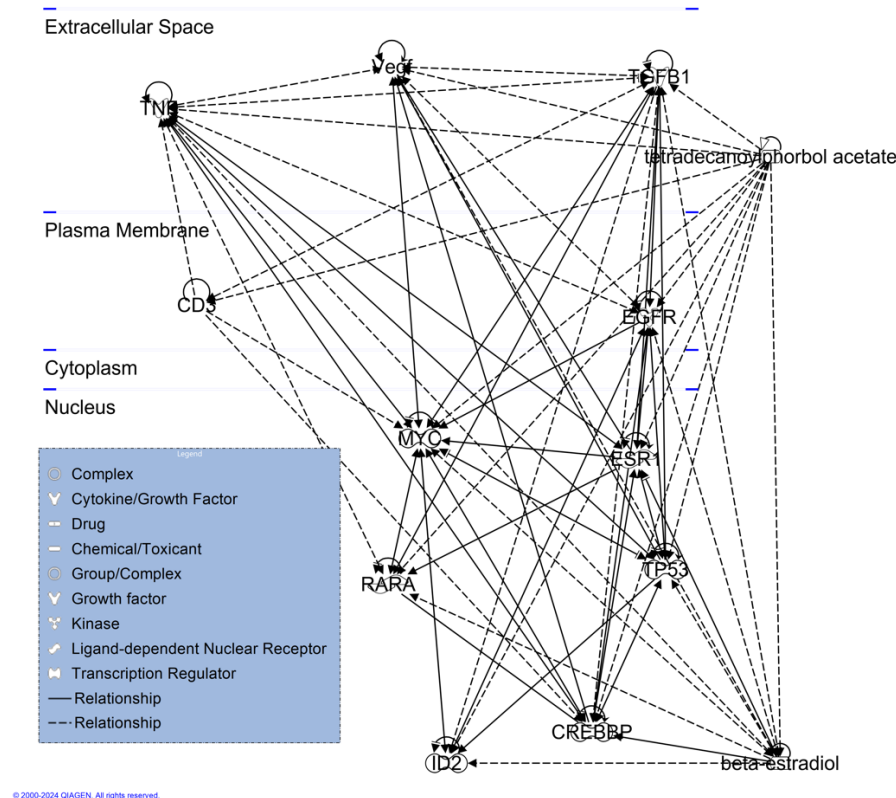 Extracellular Space
Vegf
TGFB1
TNF
tetradecanoylphorbol acetate
Plasma Membrane
CD3
EGFR
Cytoplasm
Nucleus
MYC
ESR1
Legend
Complex
Cytokine/Growth Factor
Drug
Chemical/Toxicant
Group/Complex
Growth factor
Kinase
Ligand-dependent Nuclear Receptor
Transcription Regulator
Relationship
Relationship
RARA
TP53
CREBBP
ID2
beta-estradiol
© 2000-2024 QIAGEN. All rights reserved.